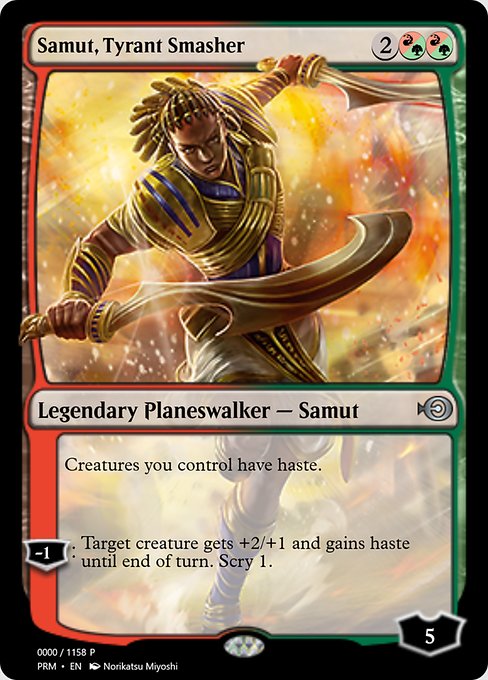 Samut, Tyrant Smasher 2
Legendary Planeswalker — Samut
Creatures you control have haste.
-1 : Target creature gets +2/+1 and gains haste
until end of turn. Scry 1.
5
0000 / 1158 P
PRM • EN Norikatsu Miyoshi